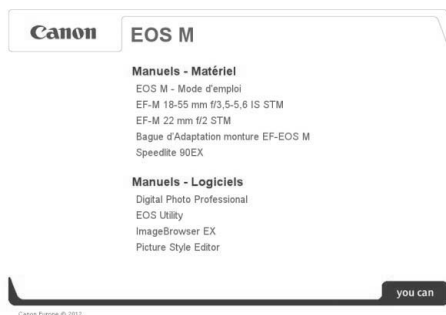 Canon
EOS M
Manuels - Matériel
EOS M - Mode d'emploi
EF-M 18-55 mm f/3,5-5,6 IS STM
EF-M 22 mm f/2 STM
Bague d'Adaptation monture EF-EOS M
Speedlite 90EX
Manuels - Logiciels
Digital Photo Professional
EOS Utility
ImageBrowser EX
Picture Style Editor
you can
Canon Europe © 2012